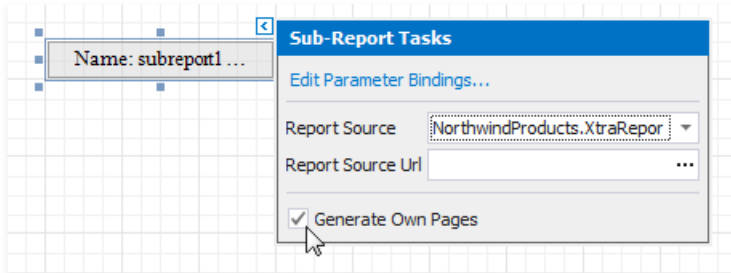 Name: subreport1 ...
Sub-Report Tasks
Edit Parameter Bindings...
Report Source NorthwindProducts.XtraRepor
Report Source Url ...
Generate Own Pages